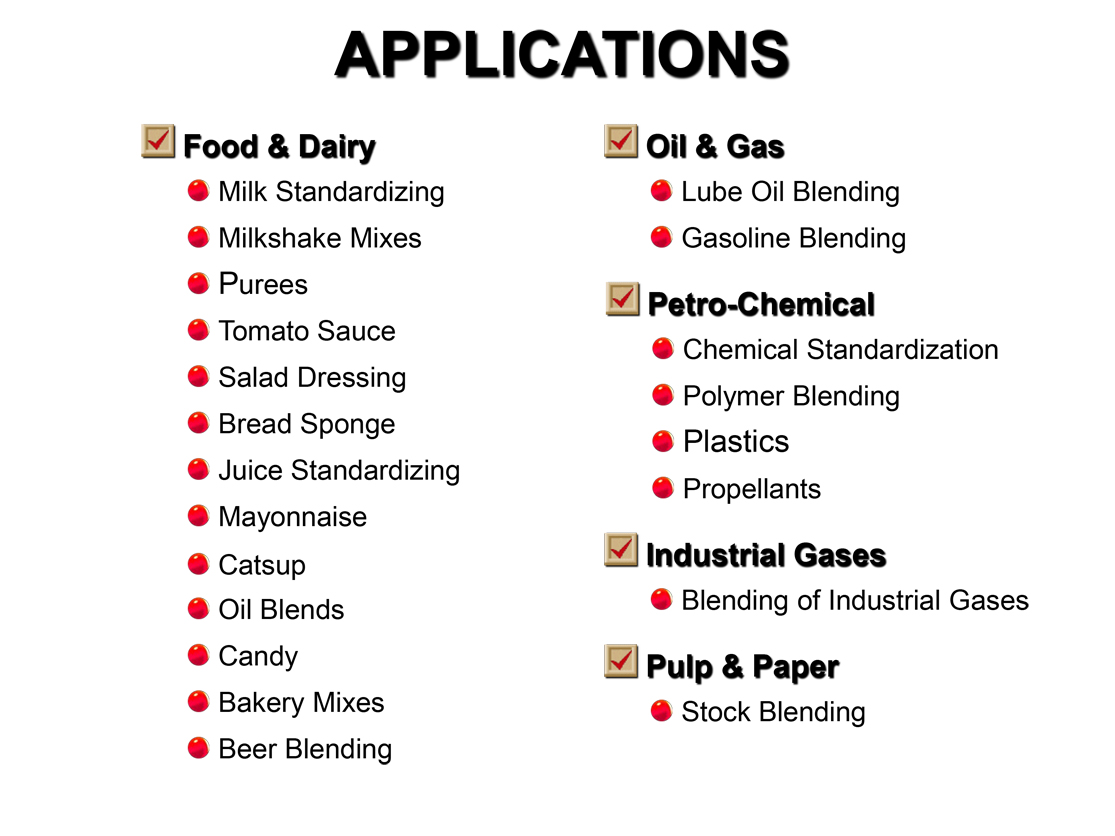 APPLICATIONS
Food & Dairy
Milk Standardizing
Milkshake Mixes
Purees
Tomato Sauce
Salad Dressing
Bread Sponge
Juice Standardizing
Mayonnaise
Catsup
Oil Blends
Candy
Bakery Mixes
Beer Blending
Oil & Gas
Lube Oil Blending
Gasoline Blending
Petro-Chemical
Chemical Standardization
Polymer Blending
Plastics
Propellants
Industrial Gases
Blending of Industrial Gases
Pulp & Paper
Stock Blending